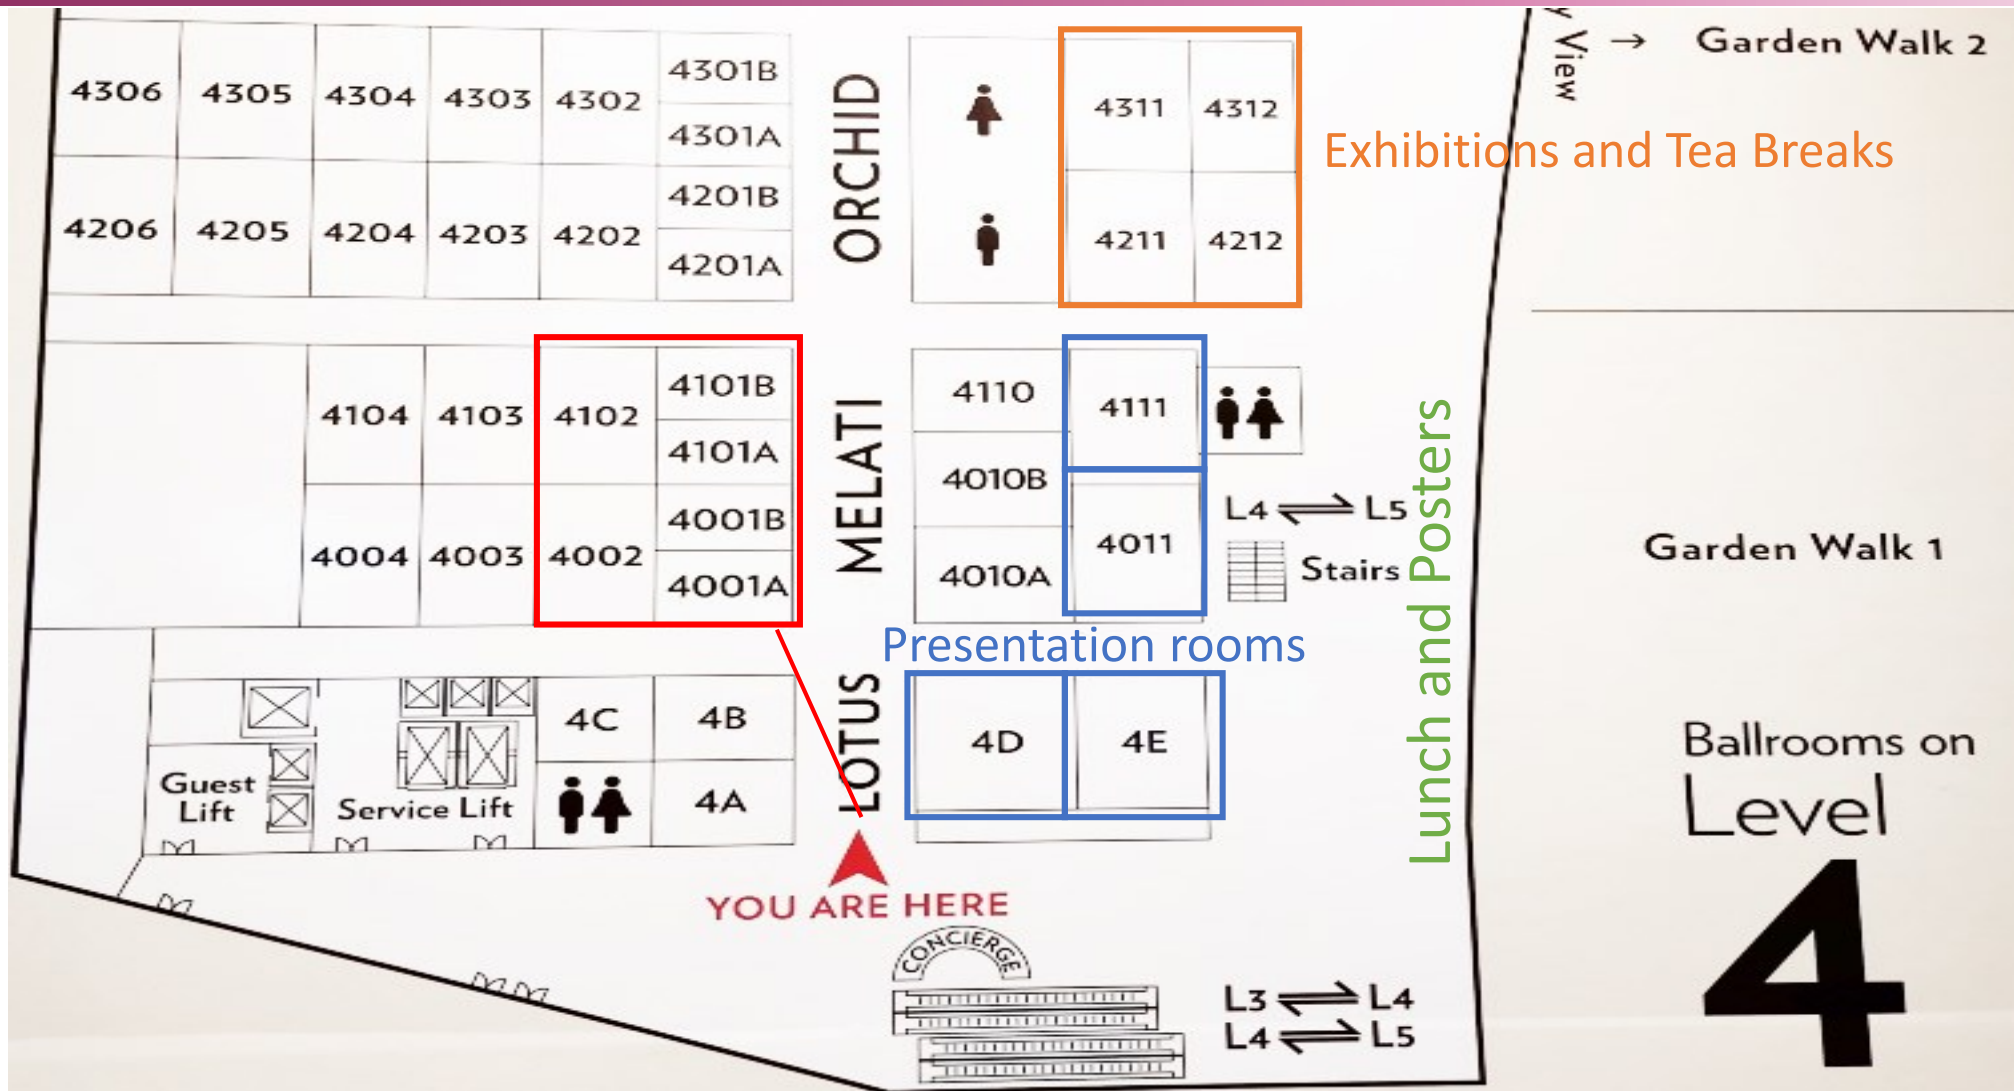 4306 4305 4304 4303 4302 4301B
4301A
4206 4205 4204 4203 4202 4201B
4201A
ORCHID
4311 4312
4211 4212
Exhibitions and Tea Breaks
View → Garden Walk 2
4104 4103 4102 4101B
4101A
4004 4003 4002 4001B
4001A
MELATI
4110 4111
4010B
4010A 4011
L4 ⇌ L5
Stairs
Lunch and Posters
Garden Walk 1
Presentation rooms
Guest
Lift
Service Lift
4C 4B
4A
LOTUS
4D 4E
YOU ARE HERE
CONCIERGE
L3 ⇌ L4
L4 ⇌ L5
Ballrooms on
Level
4